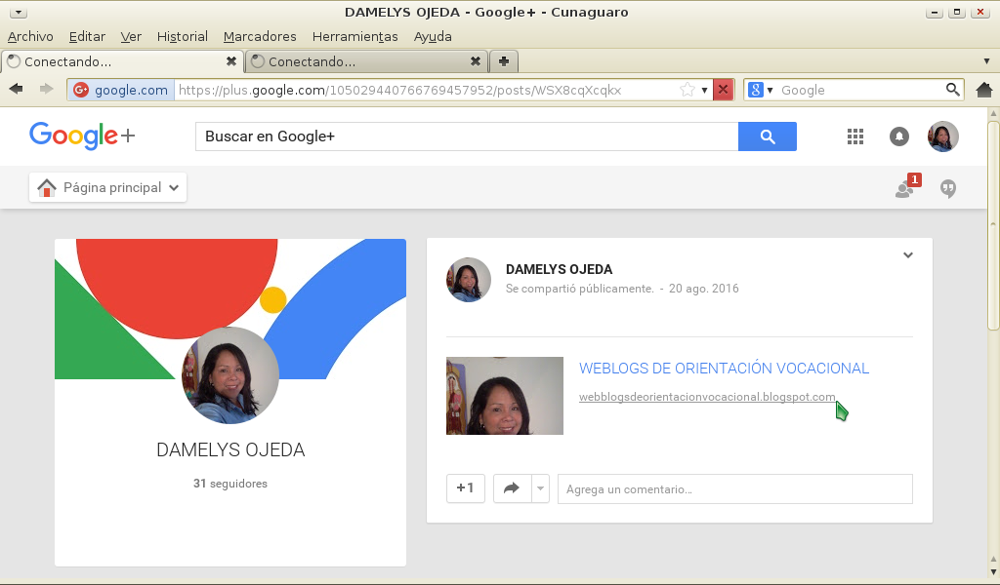 DAMELYS OJEDA - Google+ - Cunaguaro
Archivo Editar Ver Historial Marcadores Herramientas Ayuda
Conectando... Conectando...
google.com https://plus.google.com/105029440766769457952/posts/WSX8cqXcqkx Google
Google+ Buscar en Google+
Página principal 1
DAMELYS OJEDA
Se compartió públicamente. - 20 ago. 2016
WEBLOGS DE ORIENTACIÓN VOCACIONAL
webblogsdeorientacionvocacional.blogspot.com
DAMELYS OJEDA
31 seguidores
+1 Agrega un comentario...